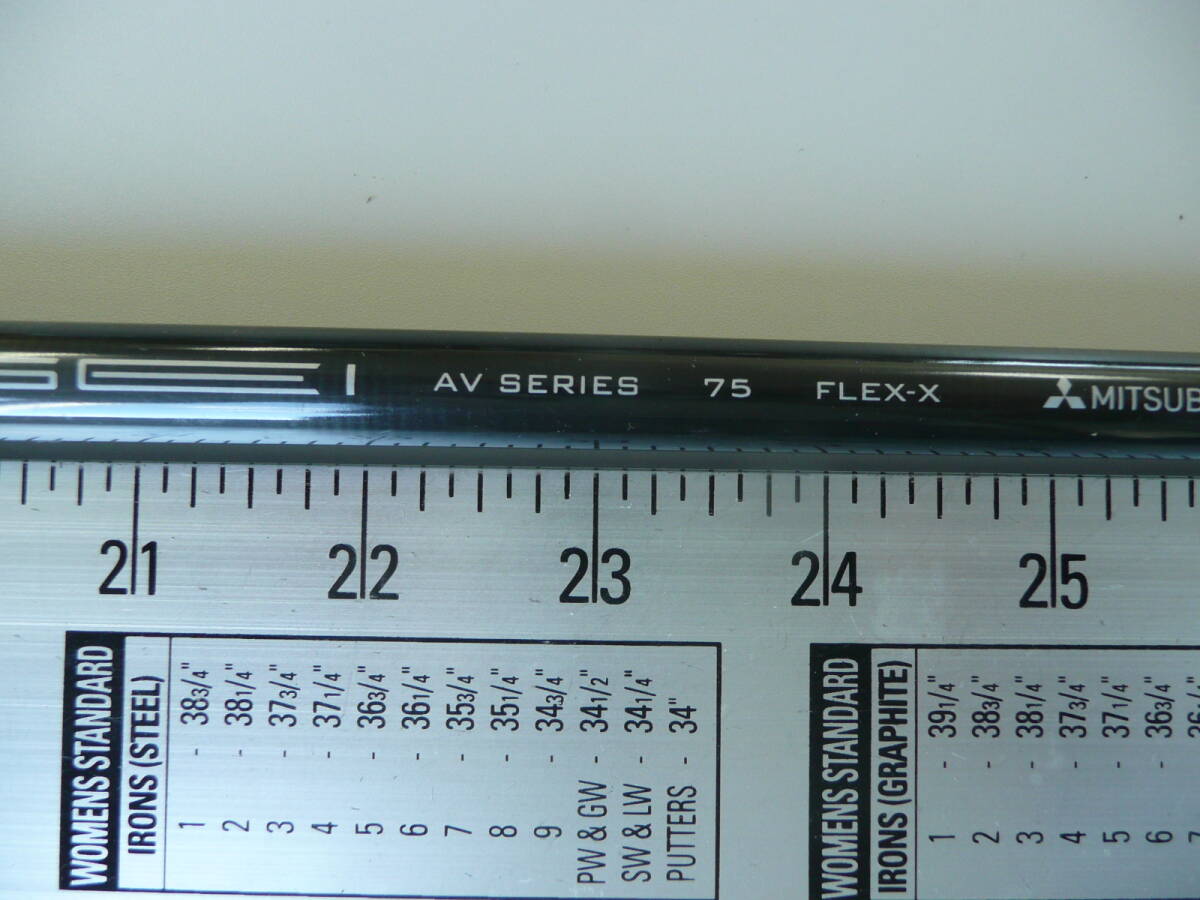 AV SERIES 75 FLEX-X MITSUB
21 22 23 24 25
WOMENS STANDARD
IRONS (STEEL)
1 - 38 3/4"
2 - 38 1/4"
3 - 37 3/4"
4 - 37 1/4"
5 - 36 3/4"
6 - 36 1/4"
7 - 35 3/4"
8 - 35 1/4"
9 - 34 3/4"
PW & GW - 34 1/2"
SW & LW - 34 1/4"
PUTTERS - 34"
WOMENS STANDARD
IRONS (GRAPHITE)
1 - 39 1/4"
2 - 38 3/4"
3 - 38 1/4"
4 - 37 3/4"
5 - 37 1/4"
6 - 36 3/4"